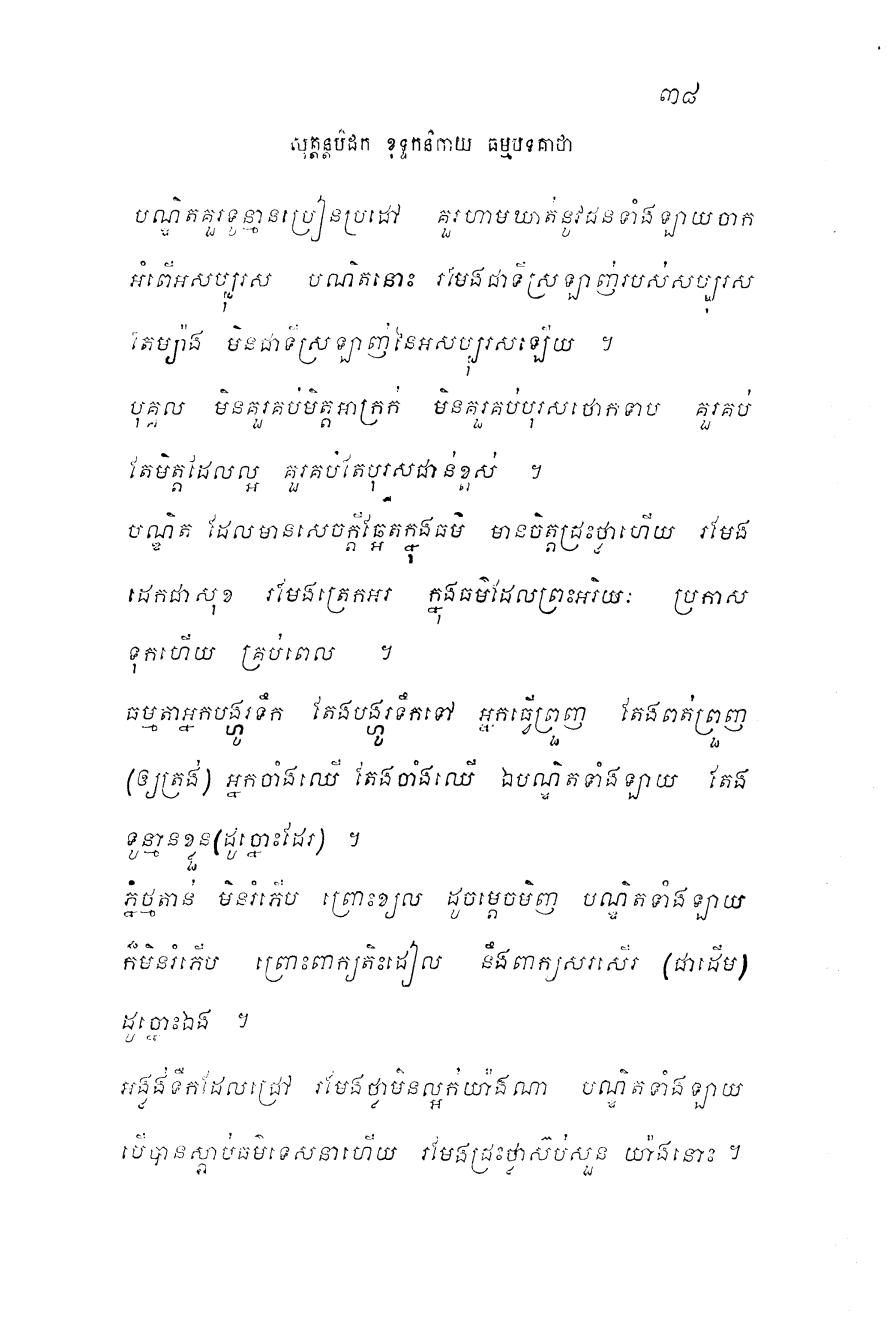 ៣៨
សុត្តន្តបិដក ខុទ្ទកនិកាយ ធម្មបទគាថា
បណ្ឌិតគួរទូន្មានប្រៀនប្រដៅ គួរហាមឃាត់នូវជនទាំងឡាយចាក
អំពើអសប្បុរស បណិតនោះ រមែងជាទីស្រឡាញ់របស់សប្បុរស
តែម្យ៉ាង មិនជាទីស្រឡាញ់នៃអសប្បុរសឡើយ ។
បុគ្គល មិនគួរគប់មិត្តអាក្រក់ មិនគួរគប់បុរសថោកទាប គួរគប់
តែមិត្តដែលល្អ គួរគប់តែបុរសជាន់ខ្ពស់ ។
បណ្ឌិត ដែលមានសេចក្តីឆ្អែតក្នុងធម៌ មានចិត្តជ្រះថ្លាហើយ រមែង
ដេកជាសុខ រមែងត្រេកអរ ក្នុងធម៌ដែលព្រះអរិយៈ ប្រកាស
ទុកហើយ គ្រប់ពេល ។
ធម្មតាអ្នកបង្ហូរទឹក តែងបង្ហូរទឹកទៅ អ្នកធ្វើព្រួញ តែងពត់ព្រួញ
(ឲ្យត្រង់) អ្នកចាំងឈើ តែងចាំងឈើ ឯបណ្ឌិតទាំងឡាយ តែង
ទូន្មានខ្លួន(ដូច្នោះដែរ) ។
ភ្នំថ្មតាន់ មិនរំភើប ព្រោះខ្យល ដូចម្តេចមិញ បណ្ឌិតទាំងឡាយ
ក៏មិនរំភើប ព្រោះពាក្យតិះដៀល នឹងពាក្យសរសើរ (ជាដើម)
ដូច្នោះឯង ។
អង្វង់ទឹកដែលជ្រៅ រមែងថ្លាមិនល្អក់យ៉ាងណា បណ្ឌិតទាំងឡាយ
បើបានស្តាប់ធម៌ទេសនាហើយ រមែងជ្រះថ្លាស៊ប់សួន យ៉ាងនោះ ។